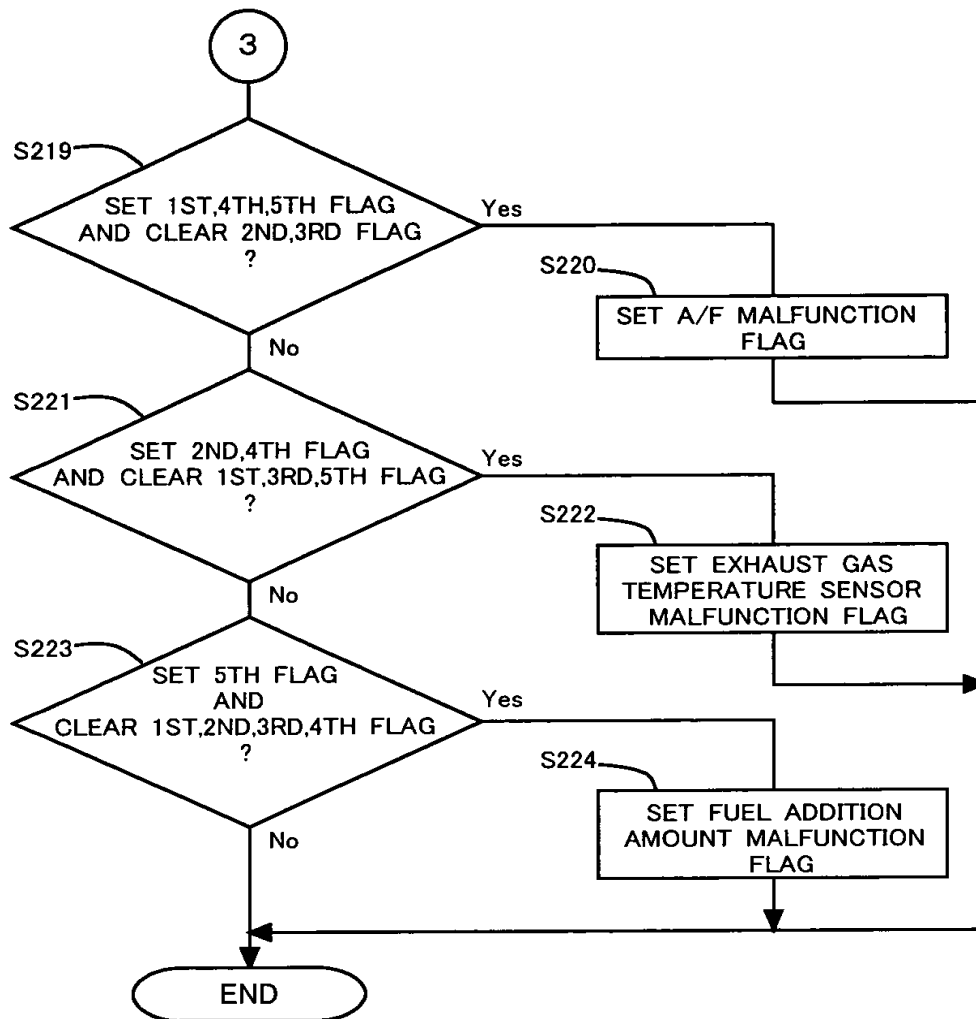 3
S219
SET 1ST,4TH,5TH FLAG
AND CLEAR 2ND,3RD FLAG
?
Yes
S220
SET A/F MALFUNCTION
FLAG
No
S221
SET 2ND,4TH FLAG
AND CLEAR 1ST,3RD,5TH FLAG
?
Yes
S222
SET EXHAUST GAS
TEMPERATURE SENSOR
MALFUNCTION FLAG
No
S223
SET 5TH FLAG
AND
CLEAR 1ST,2ND,3RD,4TH FLAG
?
Yes
S224
SET FUEL ADDITION
AMOUNT MALFUNCTION
FLAG
No
END